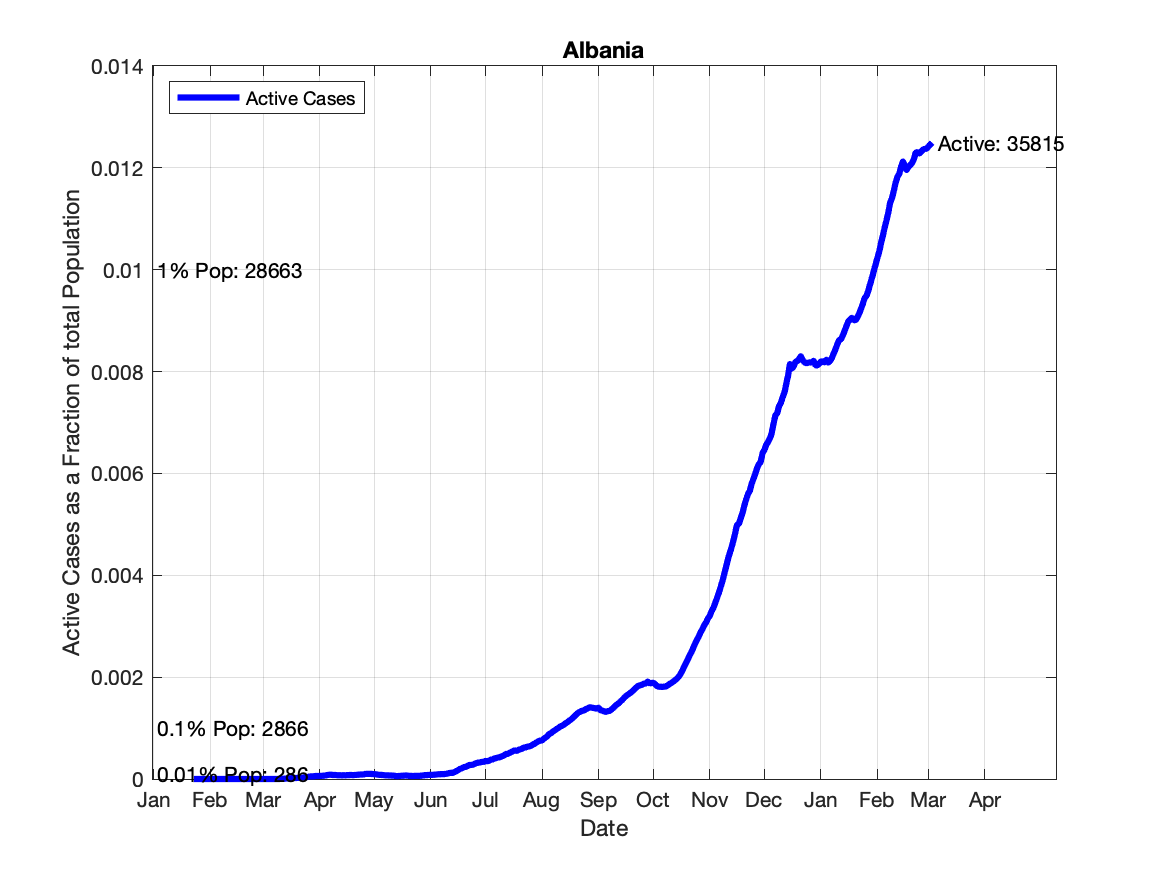 Albania
0.014
Active Cases
Active: 35815
0.012
0.01
1% Pop: 28663
0.008
0.006
0.004
0.002
0.1% Pop: 2866
0
0.01% Pop: 286
Jan Feb Mar Apr May Jun Jul Aug Sep Oct Nov Dec Jan Feb Mar Apr
Date
Active Cases as a Fraction of total Population